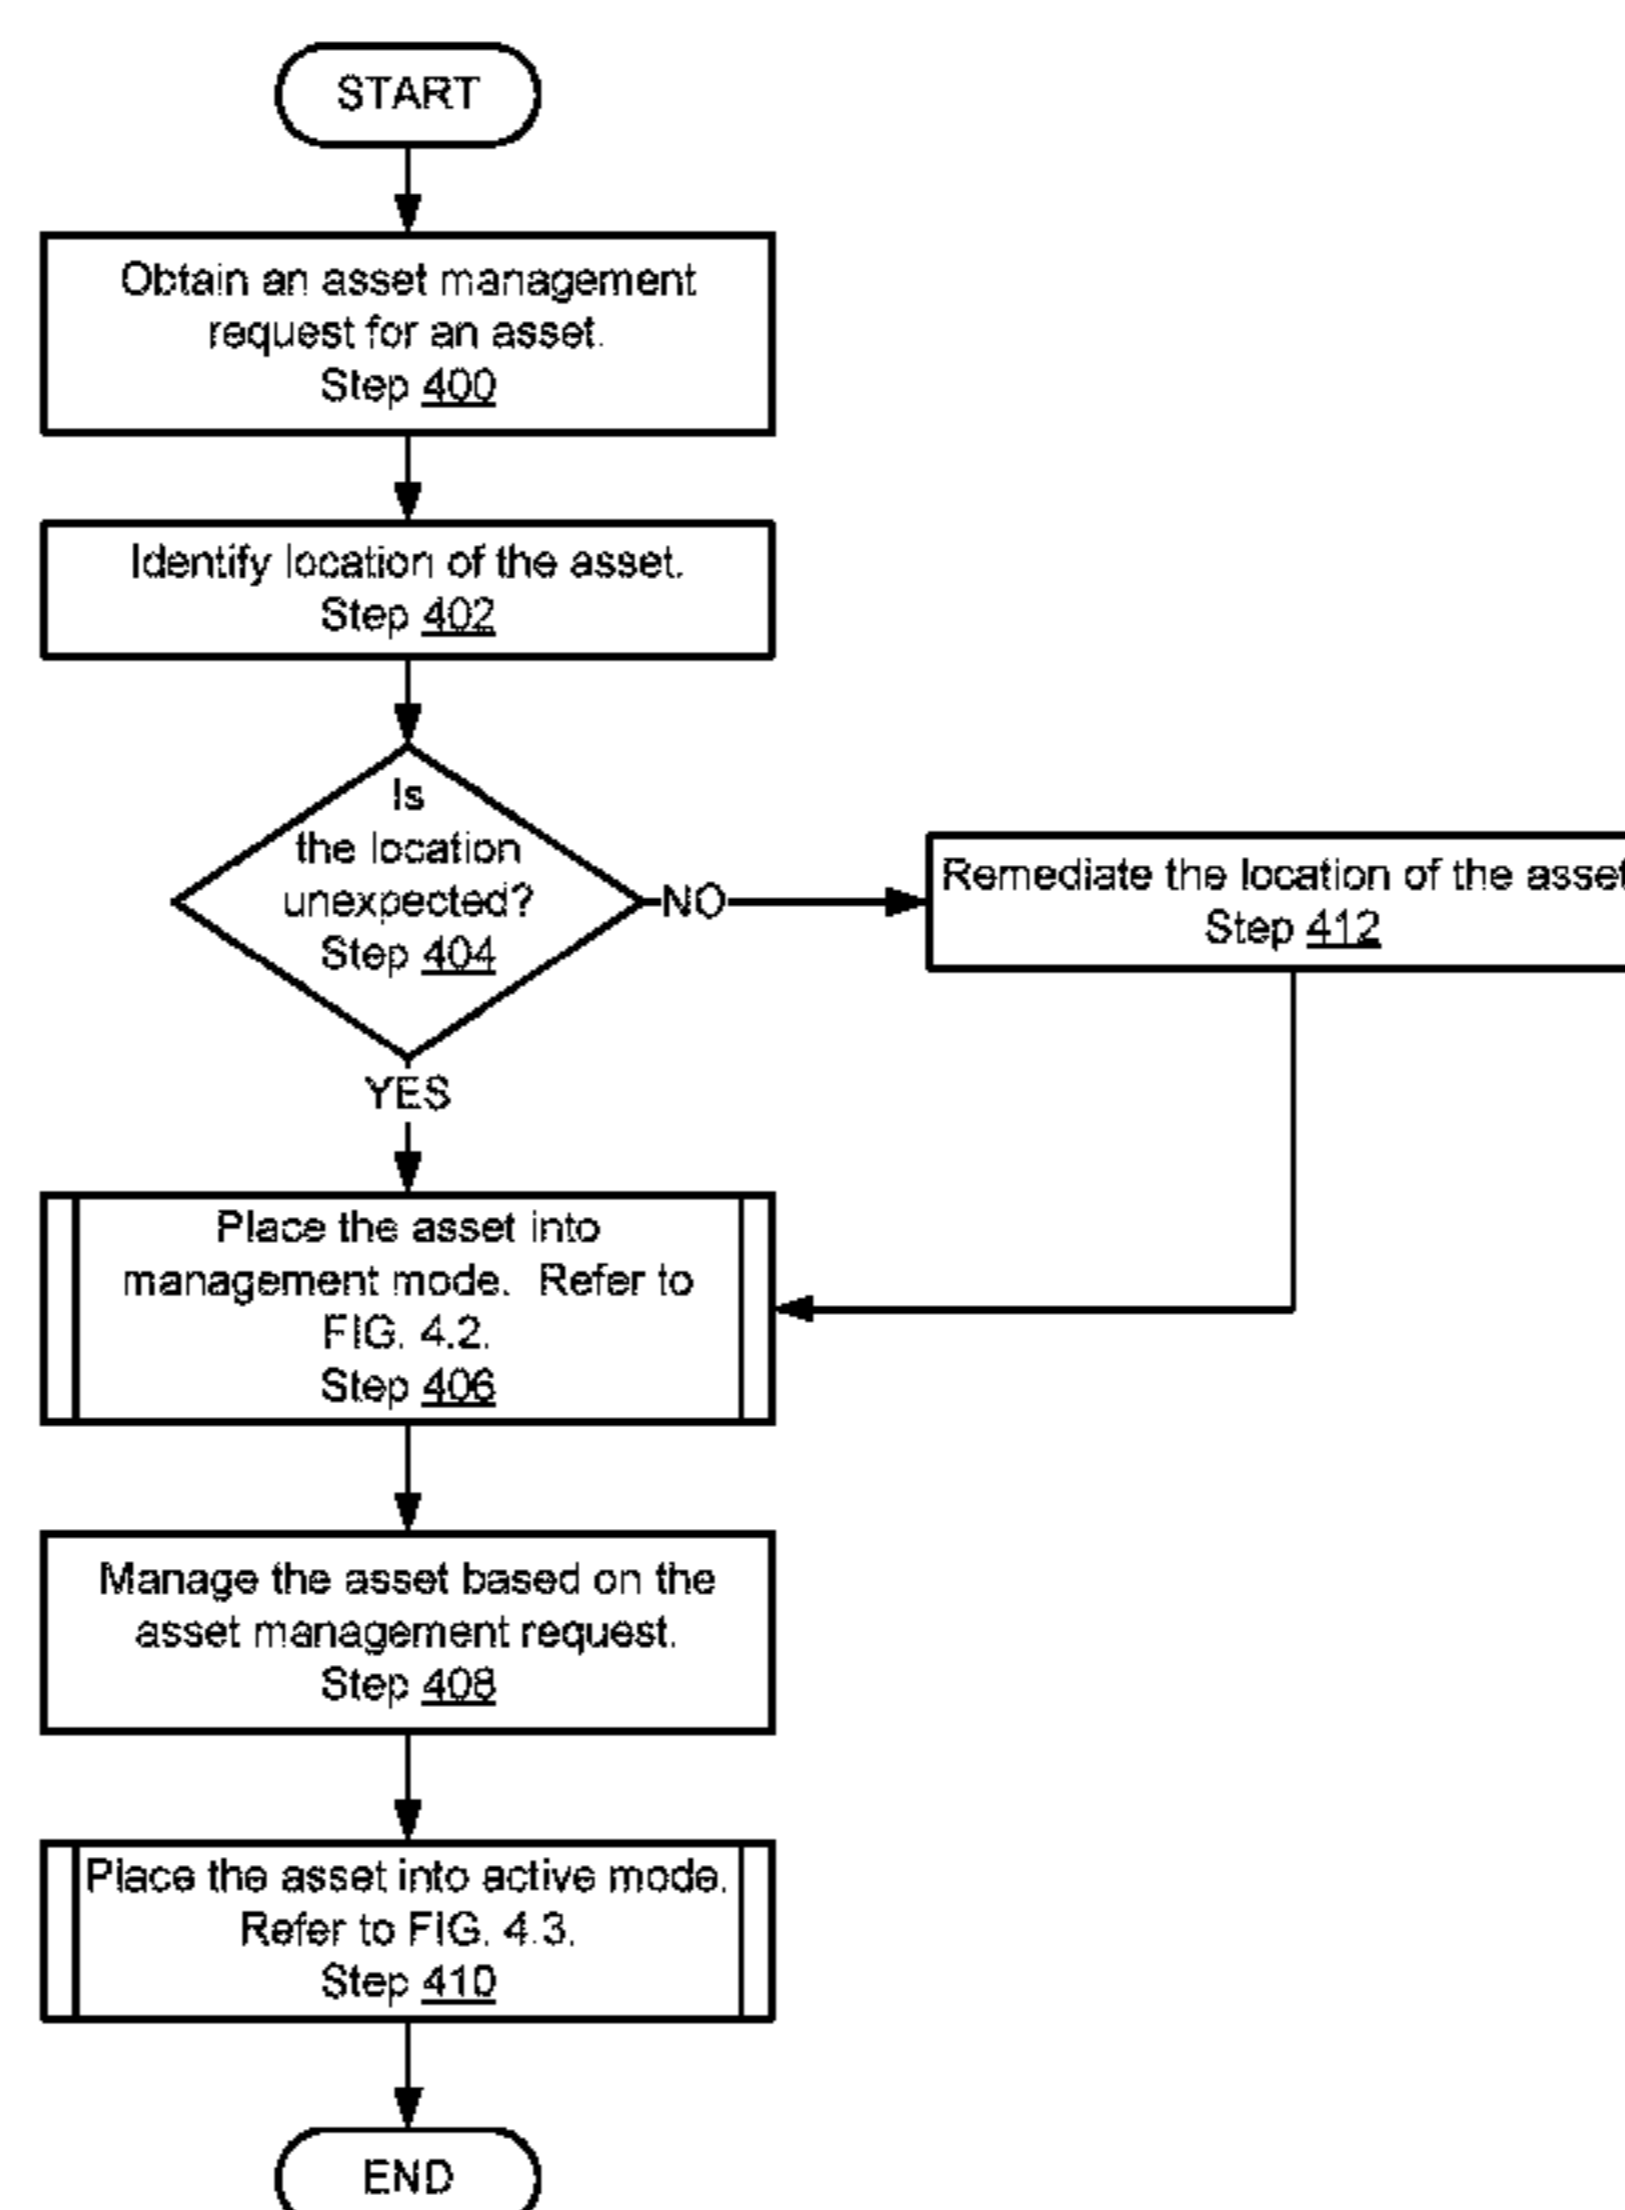 START
Obtain an asset management
request for an asset.
Step 400
Identify location of the asset.
Step 402
Is
the location
unexpected?
Step 404
NO
Remediate the location of the asset
Step 412
YES
Place the asset into
management mode. Refer to
FIG. 4.2.
Step 406
Manage the asset based on the
asset management request.
Step 408
Place the asset into active mode.
Refer to FIG. 4.3.
Step 410
END